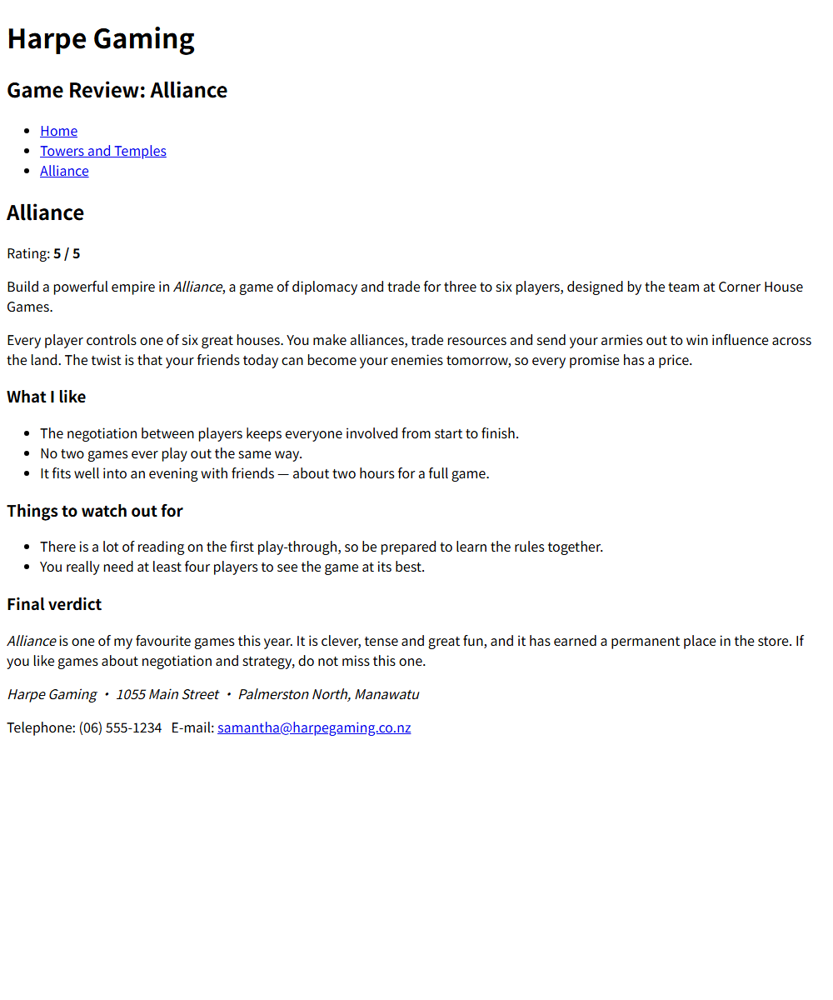 Harpe Gaming
Game Review: Alliance
Home
Towers and Temples
Alliance
Alliance
Rating: 5 / 5
Build a powerful empire in Alliance, a game of diplomacy and trade for three to six players, designed by the team at Corner House
Games.
Every player controls one of six great houses. You make alliances, trade resources and send your armies out to win influence across
the land. The twist is that your friends today can become your enemies tomorrow, so every promise has a price.
What I like
The negotiation between players keeps everyone involved from start to finish.
No two games ever play out the same way.
It fits well into an evening with friends — about two hours for a full game.
Things to watch out for
There is a lot of reading on the first play-through, so be prepared to learn the rules together.
You really need at least four players to see the game at its best.
Final verdict
Alliance is one of my favourite games this year. It is clever, tense and great fun, and it has earned a permanent place in the store. If
you like games about negotiation and strategy, do not miss this one.
Harpe Gaming • 1055 Main Street • Palmerston North, Manawatu
Telephone: (06) 555-1234 E-mail: samantha@harpegaming.co.nz